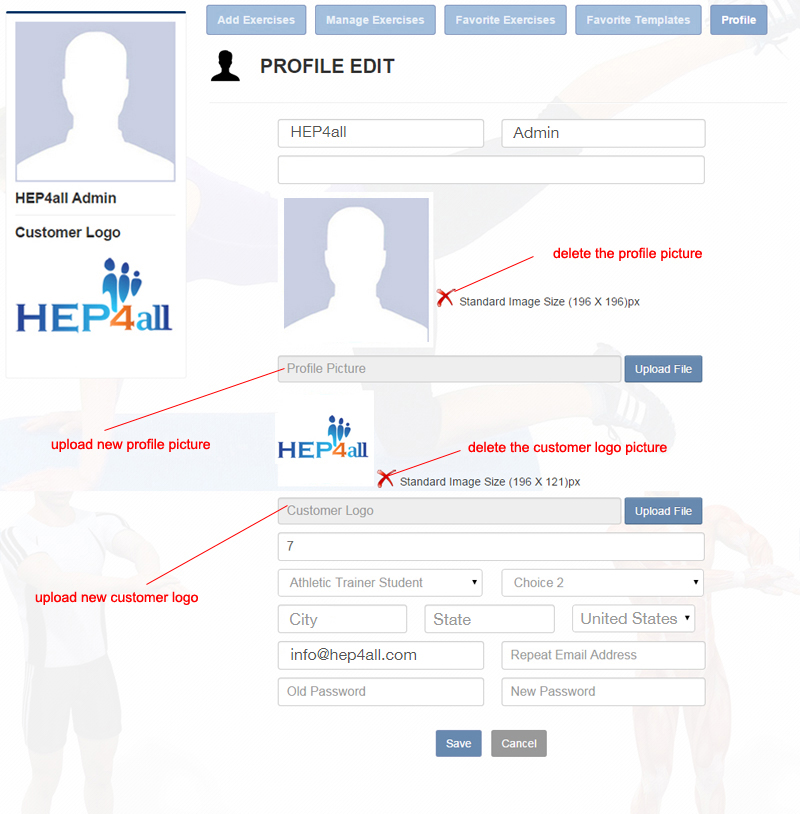 Add Exercises
Manage Exercises
Favorite Exercises
Favorite Templates
Profile
PROFILE EDIT
HEP4all Admin
Customer Logo
HEP4all
HEP4all
Admin
delete the profile picture
Standard Image Size (196 X 196)px
Profile Picture
Upload File
upload new profile picture
HEP4all
delete the customer logo picture
Standard Image Size (196 X 121)px
Customer Logo
Upload File
7
Athletic Trainer Student
Choice 2
upload new customer logo
City
State
United States
info@hep4all.com
Repeat Email Address
Old Password
New Password
Save
Cancel